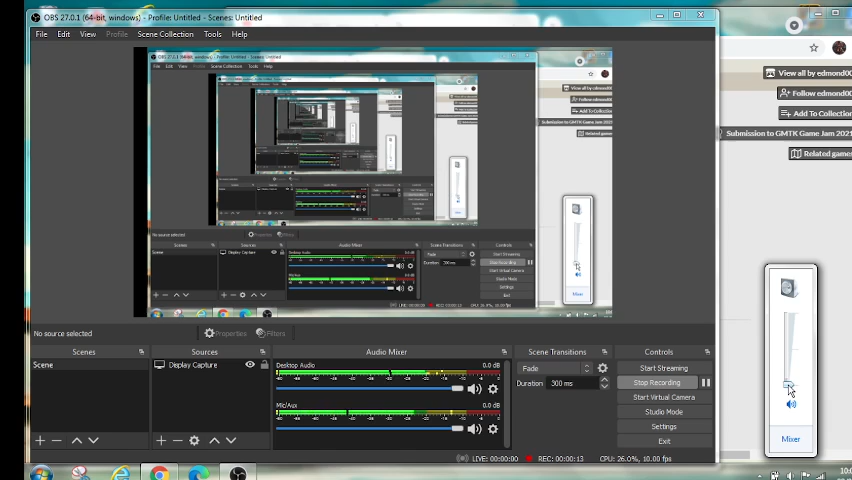 OBS 27.0.1 (64-bit, windows) - Profile: Untitled - Scenes: Untitled
File Edit View Profile Scene Collection Tools Help
View all by edmond00
Follow edmond00
Add To Collection
Submission to GMTK Game Jam 2021
Related games
No source selected Properties Filters
Scenes Sources Audio Mixer Scene Transitions Controls
Scene
Display Capture
Desktop Audio 0.0 dB
Mic/Aux 0.0 dB
Fade
Duration 300 ms
Start Streaming
Stop Recording
Start Virtual Camera
Studio Mode
Settings
Exit
Mixer
LIVE: 00:00:00 REC: 00:00:13 CPU: 26.0%, 10.00 fps